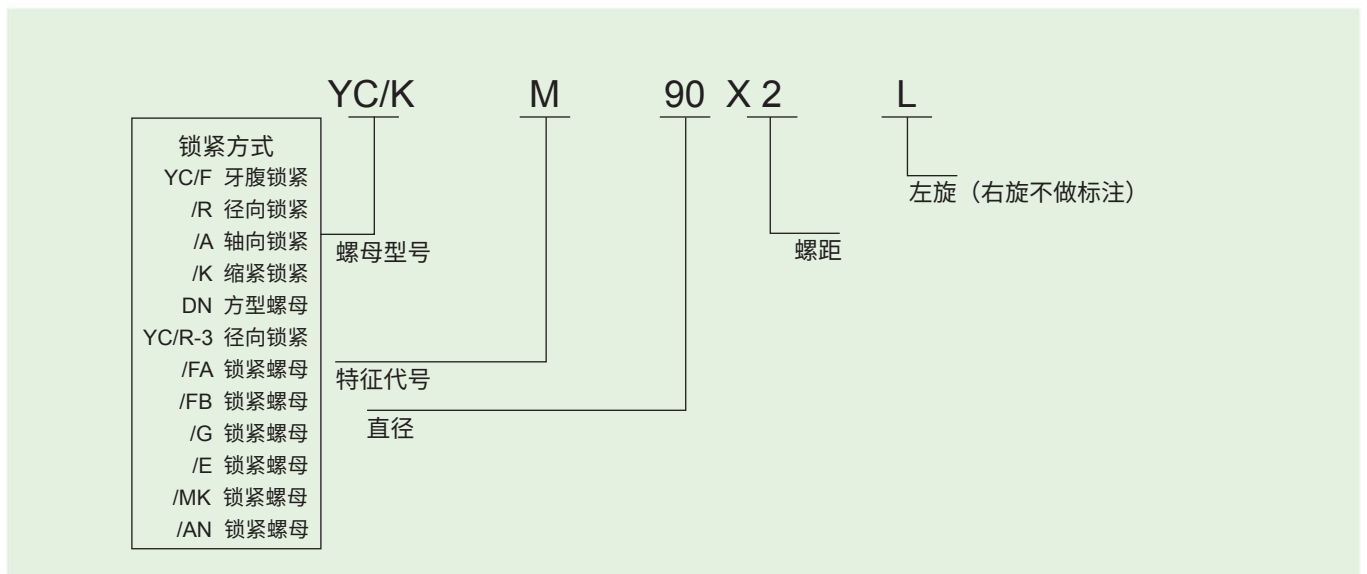 YC/K M 90 X 2 L
锁紧方式
YC/F 牙腹锁紧
/R 径向锁紧
/A 轴向锁紧
/K 缩紧锁紧
DN 方型螺母
YC/R-3 径向锁紧
/FA 锁紧螺母
/FB 锁紧螺母
/G 锁紧螺母
/E 锁紧螺母
/MK 锁紧螺母
/AN 锁紧螺母
螺母型号
特征代号
直径
螺距
左旋（右旋不做标注）